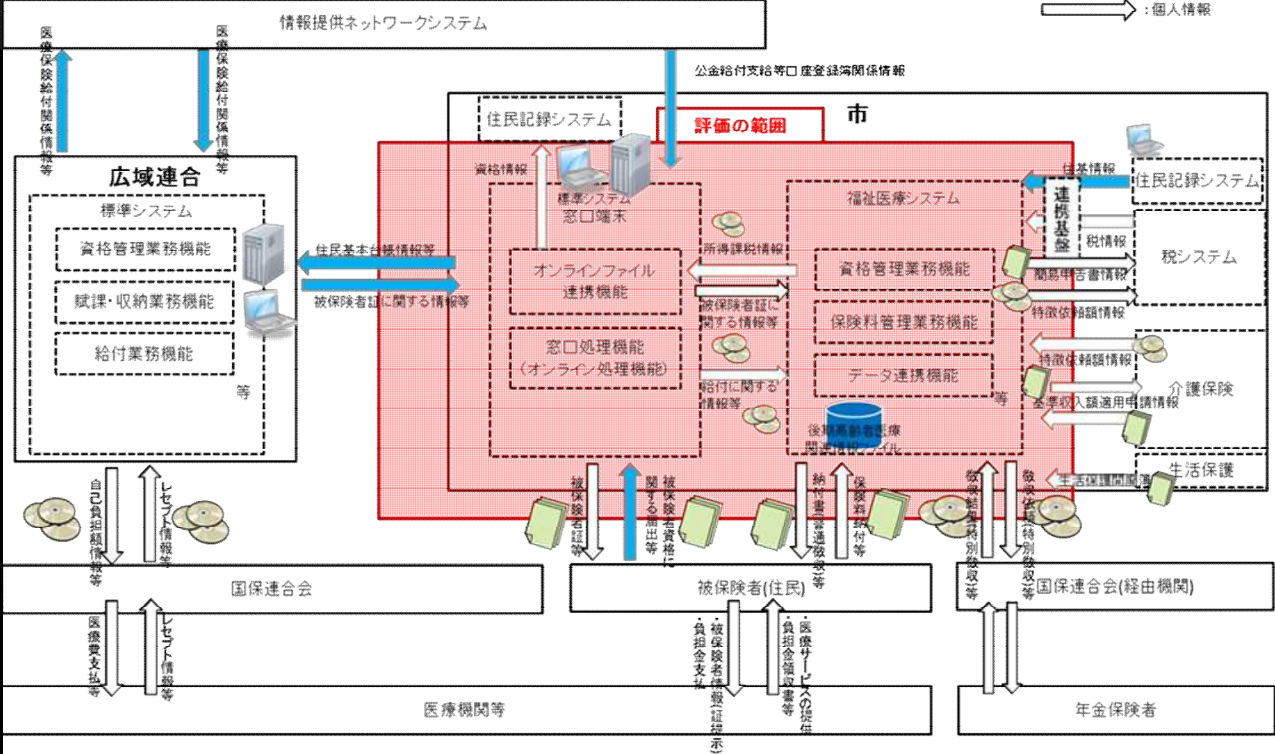 情報提供ネットワークシステム
：個人情報
医療保険給付関係情報等
医療保険給付関係情報等
公金給付支給等口座登録簿関係情報
市
住民記録システム
評価の範囲
広域連合
標準システム
資格管理業務機能
賦課・収納業務機能
給付業務機能
等
住民基本台帳情報等
被保険者証に関する情報等
資格情報
標準システム
窓口端末
オンラインファイル
連携機能
窓口処理機能
(オンライン処理機能)
所得課税情報
被保険者証に
関する情報等
給付に関する
情報等
福祉医療システム
資格管理業務機能
保険料管理業務機能
データ連携機能
等
後期高齢者医療
関連情報ファイル
住基情報
連携基盤
住民記録システム
税情報
税システム
簡易申告書情報
特徴依頼額情報
特徴依頼額情報
介護保険
基準収入額適用申請情報
生活保護
自己負担額情報等
レセプト情報等
被保険者証等
被保険者資格に
関する届出等
納付書(普通徴収)等
保険料納付等
徴収結果(特別徴収)等
徴収依頼(特別徴収)等
国保連合会
被保険者(住民)
国保連合会(経由機関)
医療費支払等
レセプト情報等
・被保険者情報(証提示)
・負担金支払
・医療サービスの提供
・負担金領収書等
医療機関等
年金保険者